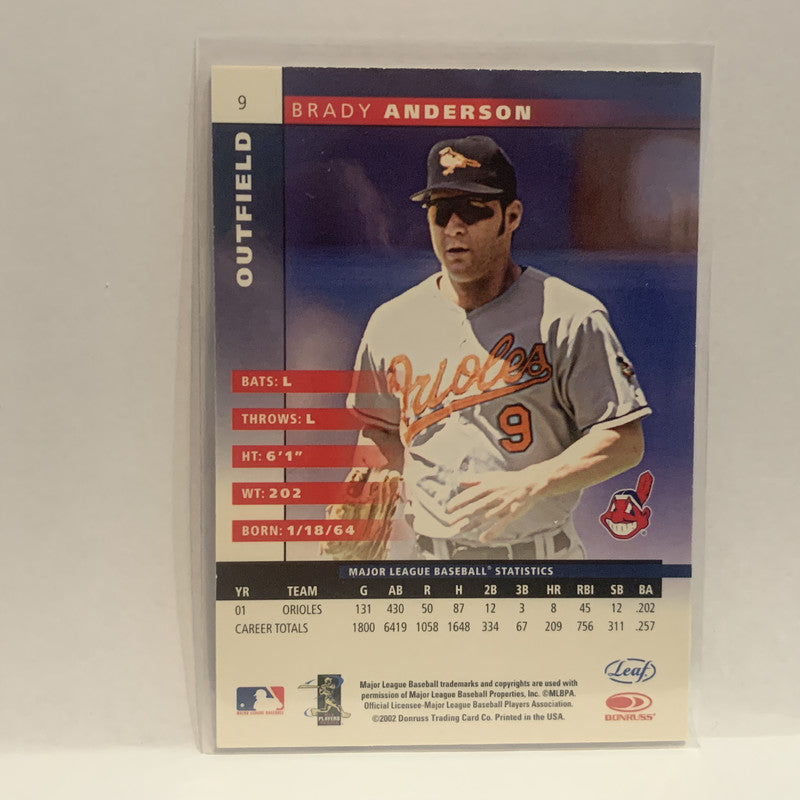 9
BRADY ANDERSON
OUTFIELD
Orioles
9
BATS: L
THROWS: L
HT: 6'1"
WT: 202
BORN: 1/18/64
MAJOR LEAGUE BASEBALL® STATISTICS
YR TEAM G AB R H 2B 3B HR RBI SB BA
01 ORIOLES 131 430 50 87 12 3 8 45 12 .202
CAREER TOTALS 1800 6419 1058 1648 334 67 209 756 311 .257
Leaf
Major League Baseball trademarks and copyrights are used with
permission of Major League Baseball Properties, Inc. ©MLBPA.
Official Licensee-Major League Baseball Players Association.
©2002 Donruss Trading Card Co. Printed in the USA.
MAJOR LEAGUE BASEBALL
PLAYERS
DONRUSS